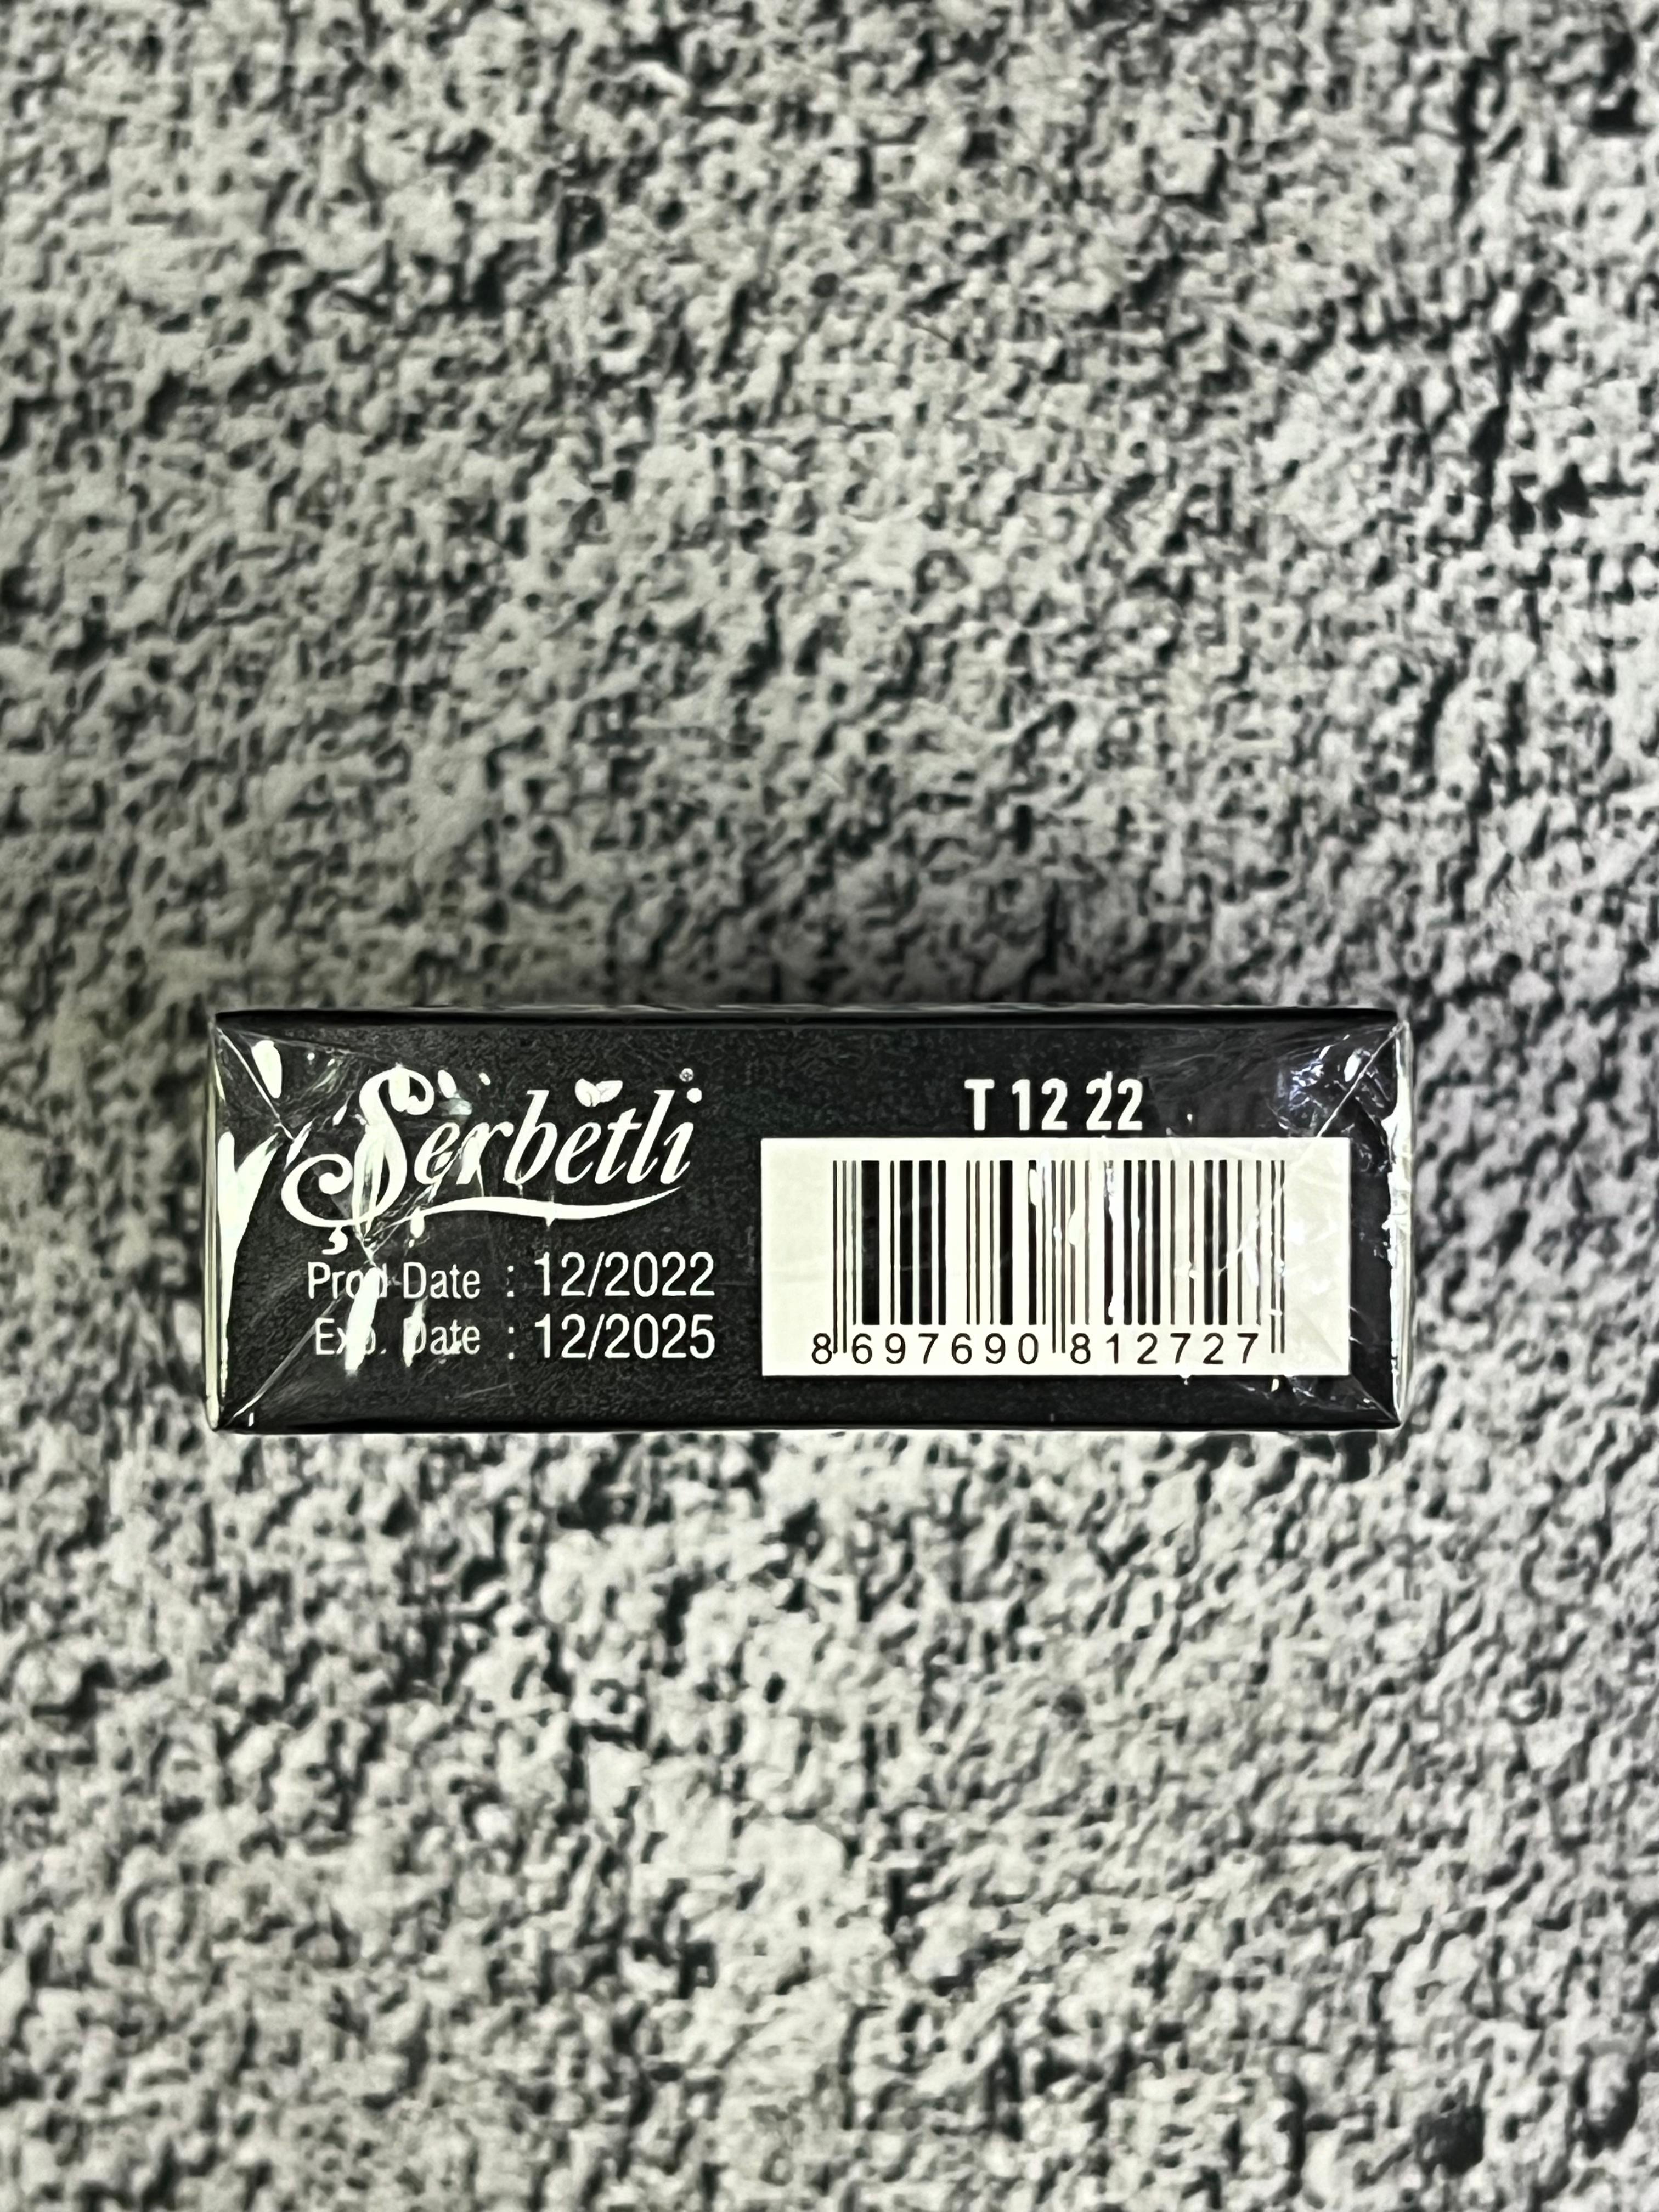 Şerbetli
Prod Date : 12/2022
Exp. Date : 12/2025
T 12 22
8 697690 812727